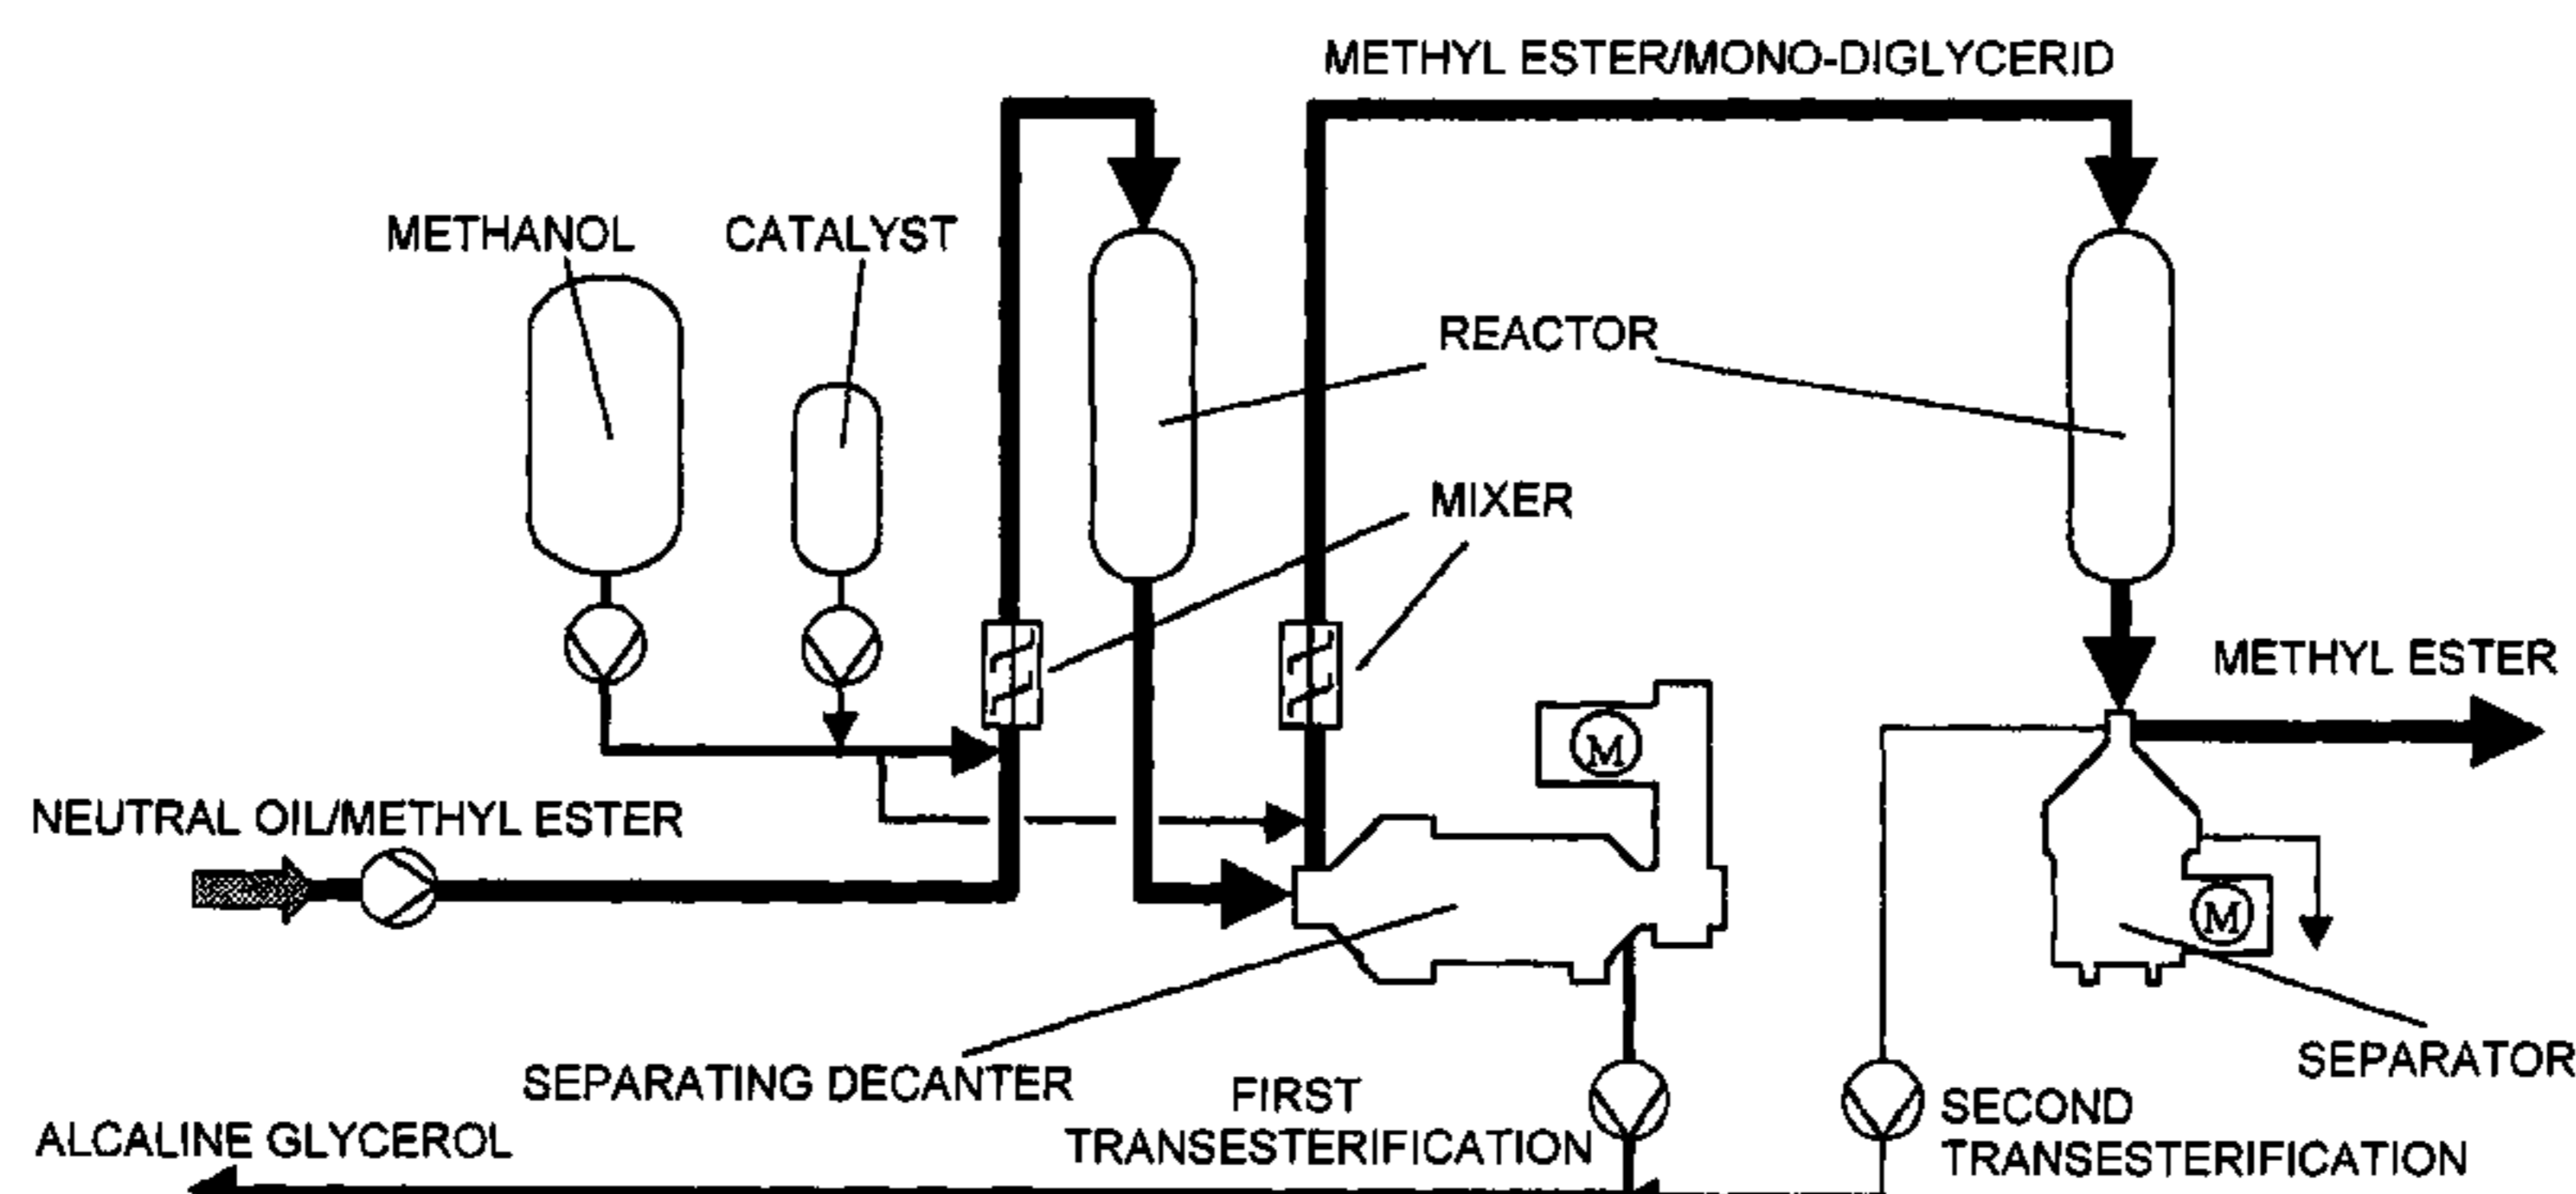 METHYL ESTER/MONO-DIGLYCERID
METHANOL
CATALYST
REACTOR
MIXER
METHYL ESTER
M
NEUTRAL OIL/METHYL ESTER
M
SEPARATING DECANTER
SEPARATOR
FIRST
TRANSESTERIFICATION
SECOND
TRANSESTERIFICATION
ALCALINE GLYCEROL